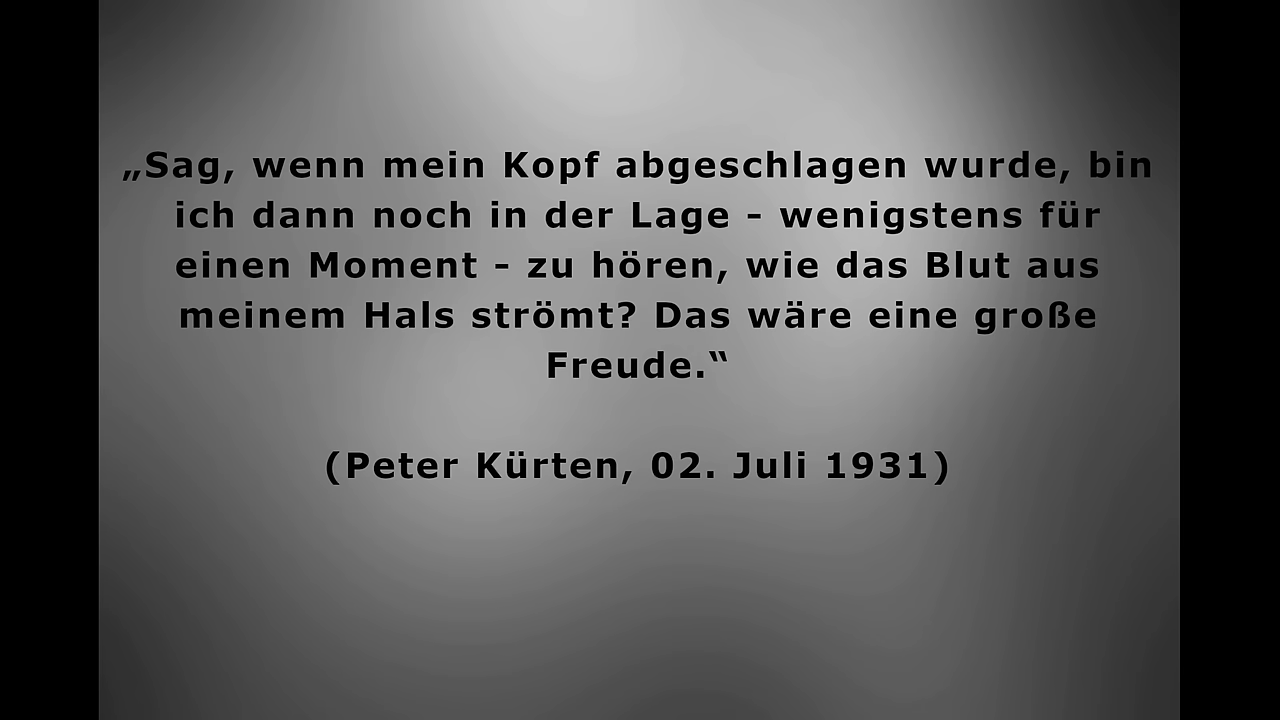 „Sag, wenn mein Kopf abgeschlagen wurde, bin
ich dann noch in der Lage - wenigstens für
einen Moment - zu hören, wie das Blut aus
meinem Hals strömt? Das wäre eine große
Freude.‟
(Peter Kürten, 02. Juli 1931)